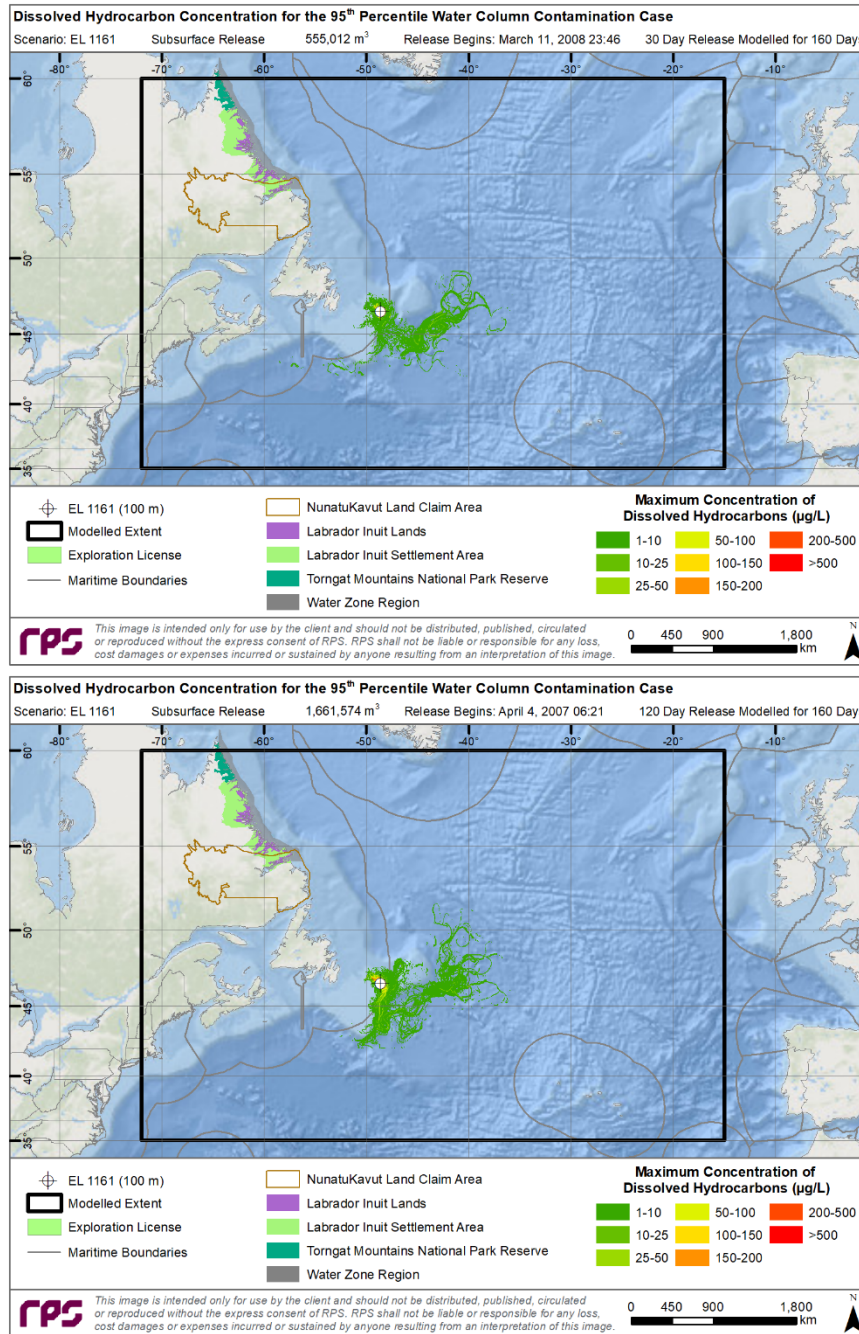 Dissolved Hydrocarbon Concentration for the 95th Percentile Water Column Contamination Case
Scenario: EL 1161 Subsurface Release 555,012 m³ Release Begins: March 11, 2008 23:46 30 Day Release Modelled for 160 Days
-80° -70° -60° -50° -40° -30° -20° -10°
60°
55°
50°
45°
40°
35°
EL 1161 (100 m)
Modelled Extent
Exploration License
Maritime Boundaries
NunatuKavut Land Claim Area
Labrador Inuit Lands
Labrador Inuit Settlement Area
Torngat Mountains National Park Reserve
Water Zone Region
Maximum Concentration of
Dissolved Hydrocarbons (µg/L)
1-10 50-100 200-500
10-25 100-150 >500
25-50 150-200
rps
This image is intended only for use by the client and should not be distributed, published, circulated
or reproduced without the express consent of RPS. RPS shall not be liable or responsible for any loss,
cost damages or expenses incurred or sustained by anyone resulting from an interpretation of this image.
0 450 900 1,800
km
N
Dissolved Hydrocarbon Concentration for the 95th Percentile Water Column Contamination Case
Scenario: EL 1161 Subsurface Release 1,661,574 m³ Release Begins: April 4, 2007 06:21 120 Day Release Modelled for 160 Days
-80° -70° -60° -50° -40° -30° -20° -10°
60°
55°
50°
45°
40°
35°
EL 1161 (100 m)
Modelled Extent
Exploration License
Maritime Boundaries
NunatuKavut Land Claim Area
Labrador Inuit Lands
Labrador Inuit Settlement Area
Torngat Mountains National Park Reserve
Water Zone Region
Maximum Concentration of
Dissolved Hydrocarbons (µg/L)
1-10 50-100 200-500
10-25 100-150 >500
25-50 150-200
rps
This image is intended only for use by the client and should not be distributed, published, circulated
or reproduced without the express consent of RPS. RPS shall not be liable or responsible for any loss,
cost damages or expenses incurred or sustained by anyone resulting from an interpretation of this image.
0 450 900 1,800
km
N